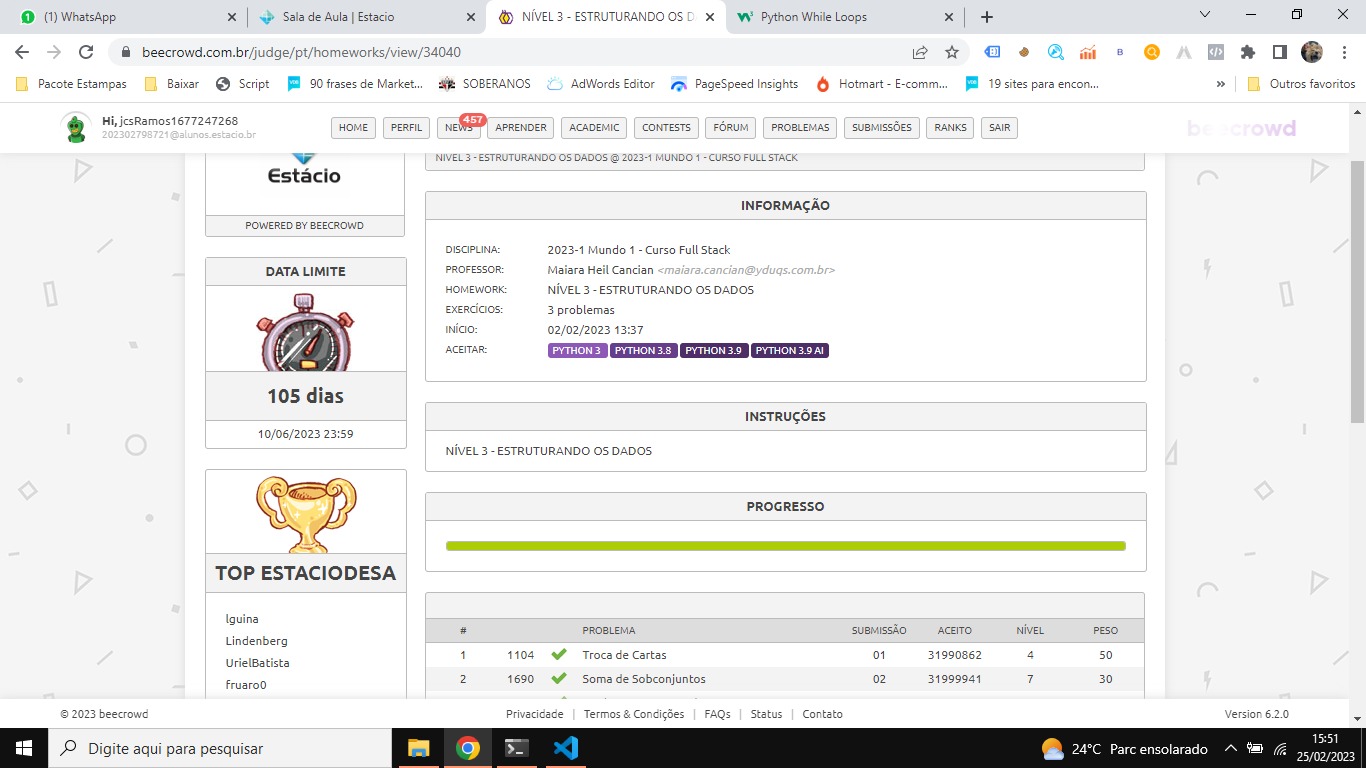 (1) WhatsApp
Sala de Aula | Estacio
NÍVEL 3 - ESTRUTURANDO OS D
Python While Loops
beecrowd.com.br/judge/pt/homeworks/view/34040
Pacote Estampas
Baixar
Script
90 frases de Market...
SOBERANOS
AdWords Editor
PageSpeed Insights
Hotmart - E-comm...
19 sites para encon...
»
Outros favoritos
Hi, jcsRamos1677247268
202302798721@alunos.estacio.br
HOME
PERFIL
NEWS
457
APRENDER
ACADEMIC
CONTESTS
FÓRUM
PROBLEMAS
SUBMISSÕES
RANKS
SAIR
beecrowd
Estácio
POWERED BY BEECROWD
DATA LIMITE
105 dias
10/06/2023 23:59
TOP ESTACIODESA
lguina
Lindenberg
UrielBatista
fruaro0
NÍVEL 3 - ESTRUTURANDO OS DADOS @ 2023-1 MUNDO 1 - CURSO FULL STACK
INFORMAÇÃO
DISCIPLINA: 2023-1 Mundo 1 - Curso Full Stack
PROFESSOR: Maiara Heil Cancian <maiara.cancian@yduqs.com.br>
HOMEWORK: NÍVEL 3 - ESTRUTURANDO OS DADOS
EXERCÍCIOS: 3 problemas
INÍCIO: 02/02/2023 13:37
ACEITAR: PYTHON 3 PYTHON 3.8 PYTHON 3.9 PYTHON 3.9 AI
INSTRUÇÕES
NÍVEL 3 - ESTRUTURANDO OS DADOS
PROGRESSO
# PROBLEMA SUBMISSÃO ACEITO NÍVEL PESO
1 1104 Troca de Cartas 01 31990862 4 50
2 1690 Soma de Sobconjuntos 02 31999941 7 30
© 2023 beecrowd
Privacidade | Termos & Condições | FAQs | Status | Contato
Version 6.2.0
Digite aqui para pesquisar
24°C Parc ensolarado
15:51
25/02/2023